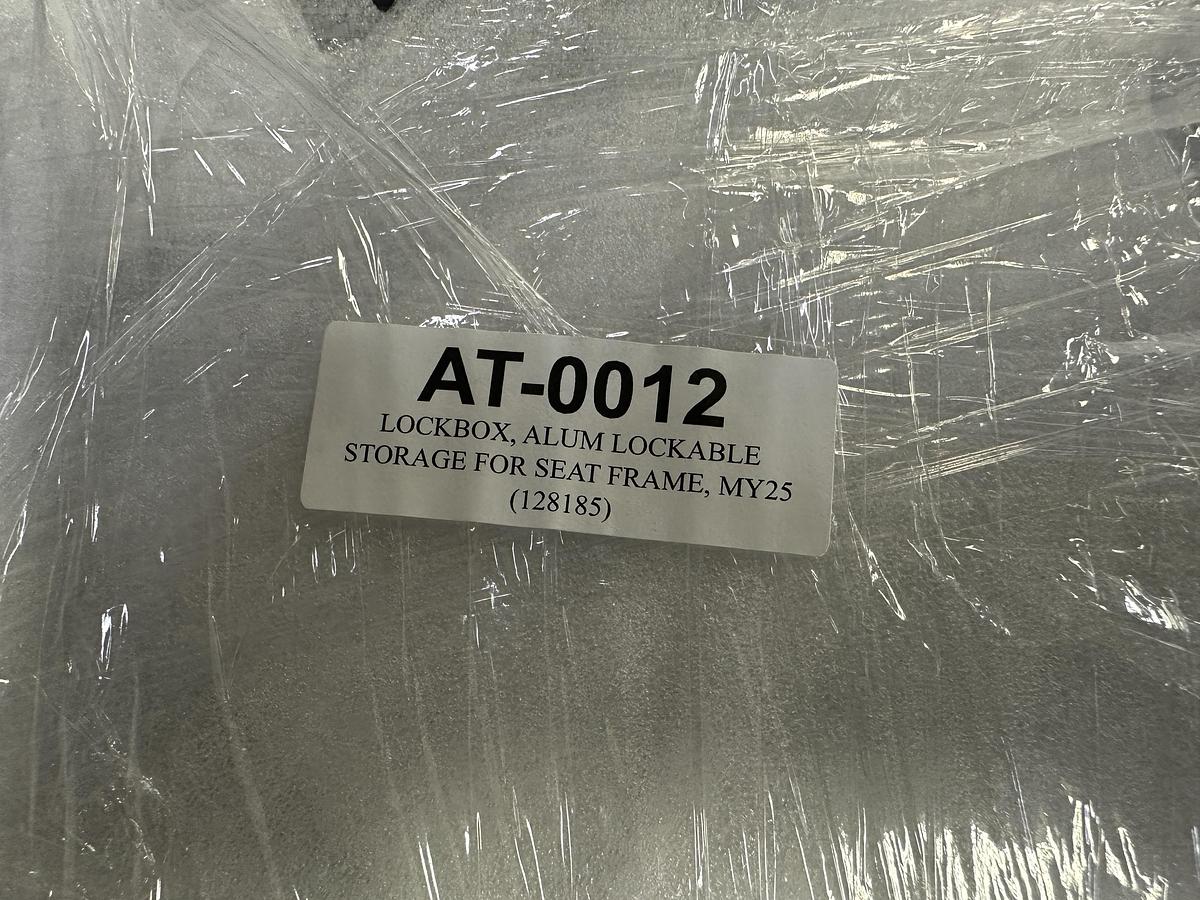 AT-0012
LOCKBOX, ALUM LOCKABLE
STORAGE FOR SEAT FRAME, MY25
(128185)